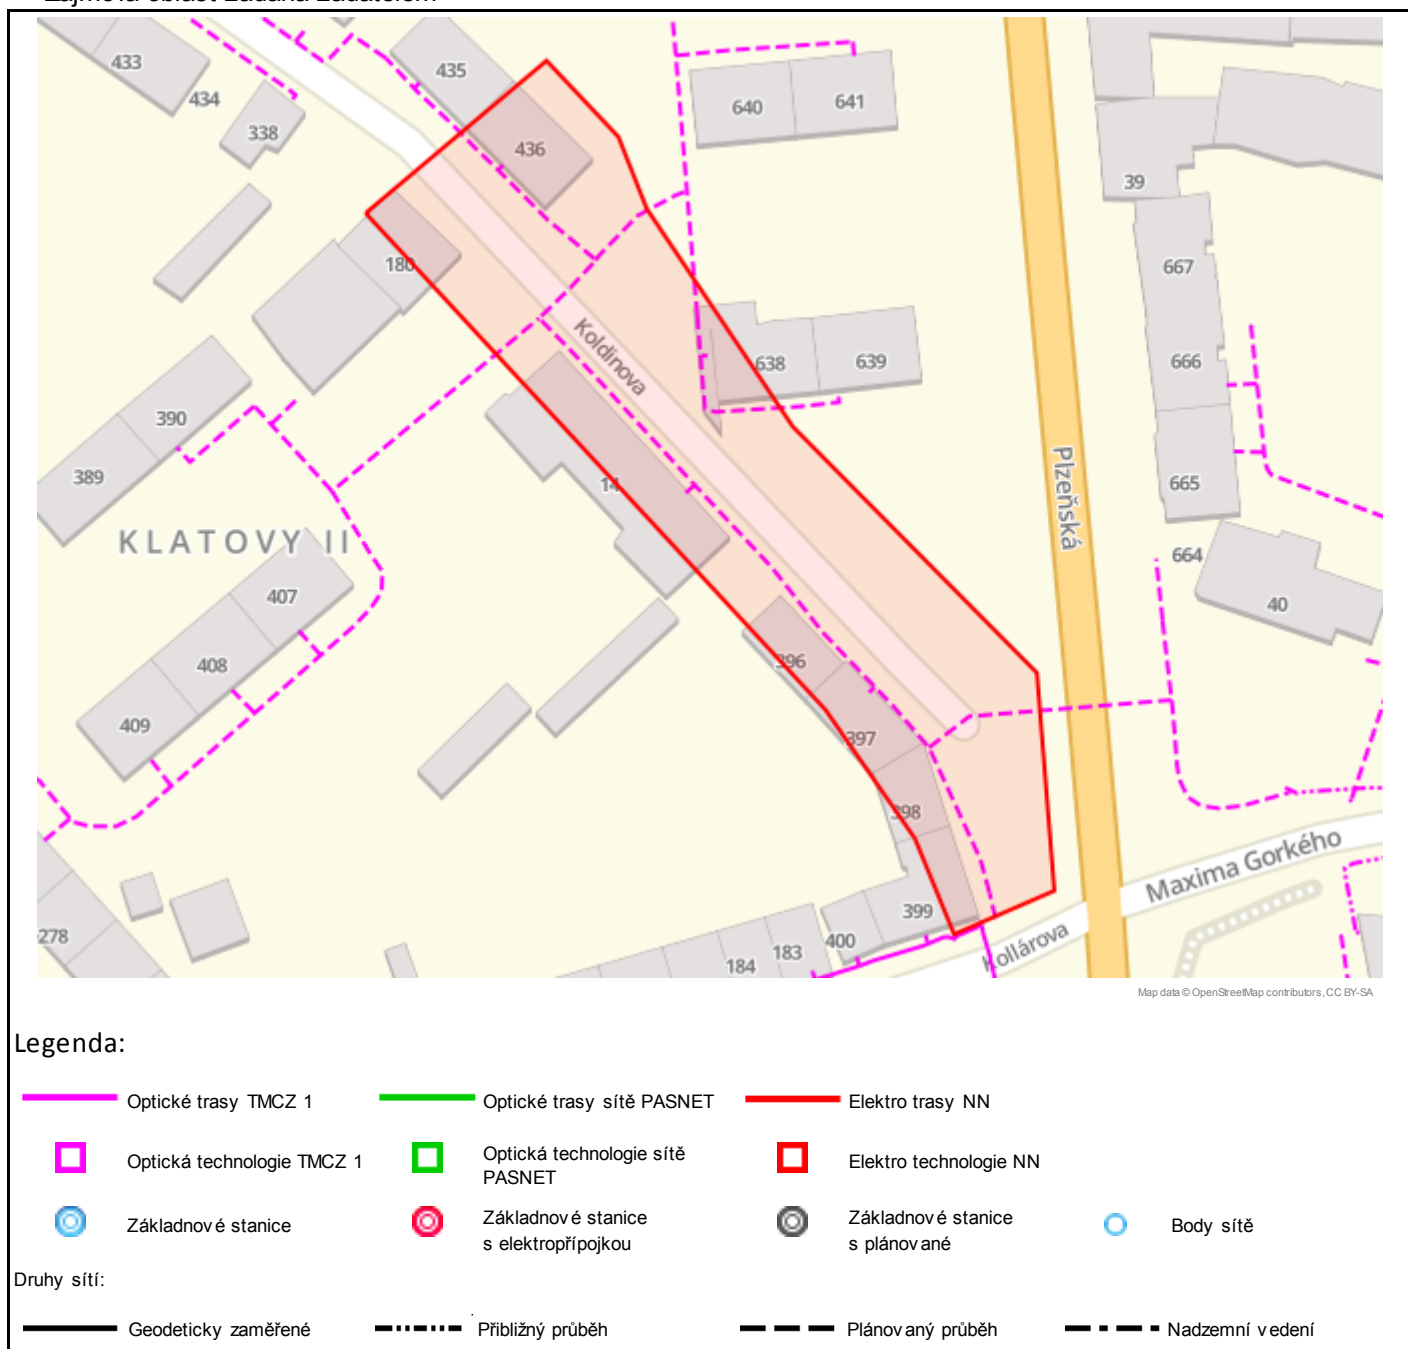 Zájmová oblast zadaná žadatelem
433
434
338
435
436
640
641
39
180
667
638
639
666
390
389
Koldinova
14
Plzeňská
665
KLATOVY II
664
407
40
408
396
409
397
398
Maxima Gorkého
399
278
400
183
184
Kollárova
Map data © OpenStreetMap contributors, CC BY-SA
Legenda:
Optické trasy TMCZ 1
Optické trasy sítě PASNET
Elektro trasy NN
Optická technologie TMCZ 1
Optická technologie sítě
PASNET
Elektro technologie NN
Základnové stanice
Základnové stanice
s elektropřípojkou
Základnové stanice
s plánované
Body sítě
Druhy sítí:
Geodeticky zaměřené
Přibližný průběh
Plánovaný průběh
Nadzemní vedení